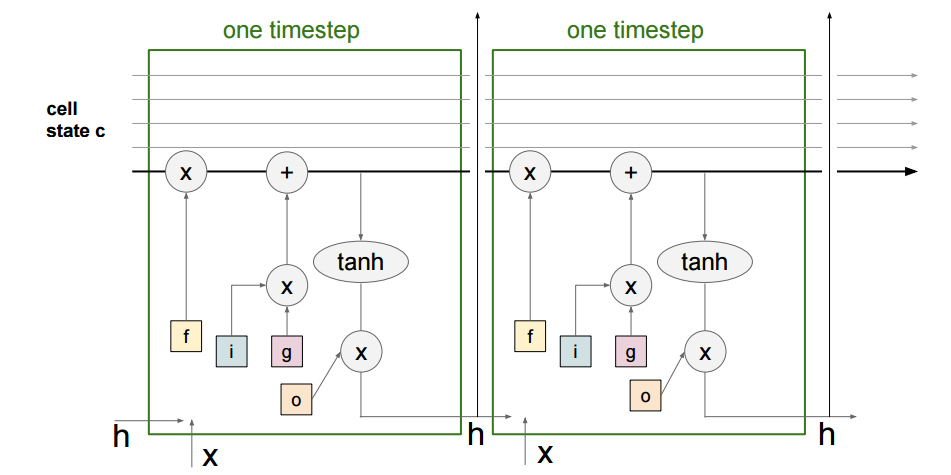 one timestep
one timestep
cell
state c
x
+
x
+
tanh
tanh
x
x
f
i
g
x
f
i
g
x
o
o
h
h
h
x
x